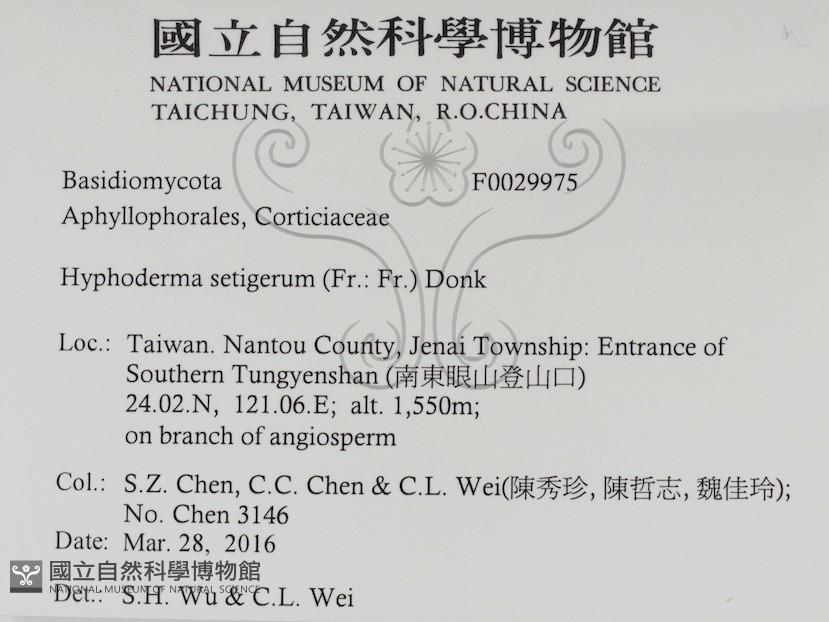 國立自然科學博物館
NATIONAL MUSEUM OF NATURAL SCIENCE
TAICHUNG, TAIWAN, R.O.CHINA
Basidiomycota F0029975
Aphyllophorales, Corticiaceae
Hyphoderma setigerum (Fr.: Fr.) Donk
Loc.: Taiwan. Nantou County, Jenai Township: Entrance of
Southern Tungyenshan (南東眼山登山口)
24.02.N, 121.06.E; alt. 1,550m;
on branch of angiosperm
Col.: S.Z. Chen, C.C. Chen & C.L. Wei(陳秀珍, 陳哲志, 魏佳玲);
No. Chen 3146
Date: Mar. 28, 2016
國立自然科學博物館
NATIONAL MUSEUM OF NATURAL SCIENCE
Det.: S.H. Wu & C.L. Wei